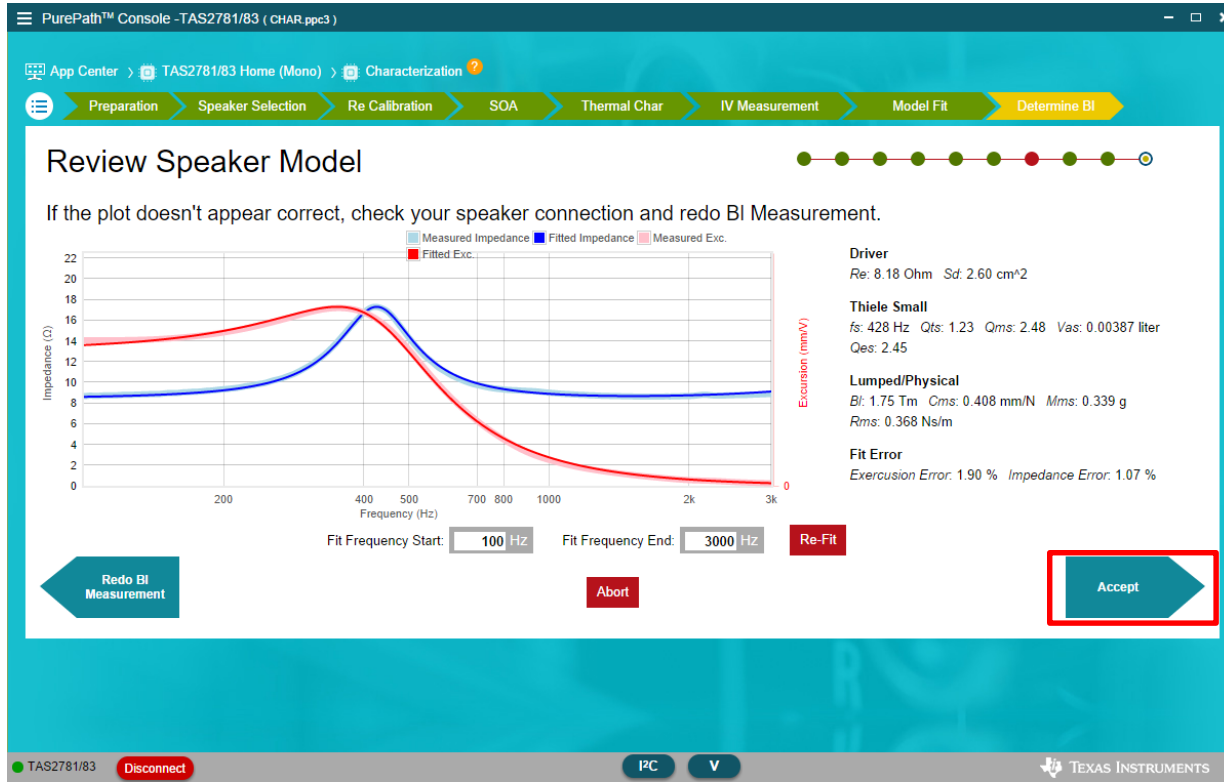 PurePath™ Console -TAS2781/83 ( CHAR.ppc3 )
App Center > TAS2781/83 Home (Mono) > Characterization ?
Preparation Speaker Selection Re Calibration SOA Thermal Char IV Measurement Model Fit Determine Bl
Review Speaker Model
If the plot doesn't appear correct, check your speaker connection and redo Bl Measurement.
Measured Impedance Fitted Impedance Measured Exc.
Fitted Exc.
22
20
18
16
14
12
10
8
6
4
2
0
Impedance (Ω)
Excursion (mm/V)
0
200 400 500 700 800 1000 2k 3k
Frequency (Hz)
Driver
Re: 8.18 Ohm Sd: 2.60 cm^2
Thiele Small
fs: 428 Hz Qts: 1.23 Qms: 2.48 Vas: 0.00387 liter
Qes: 2.45
Lumped/Physical
Bl: 1.75 Tm Cms: 0.408 mm/N Mms: 0.339 g
Rms: 0.368 Ns/m
Fit Error
Exercusion Error: 1.90 % Impedance Error: 1.07 %
Fit Frequency Start: 100 Hz Fit Frequency End: 3000 Hz Re-Fit
Redo Bl
Measurement
Abort
Accept
TAS2781/83 Disconnect I²C V TEXAS INSTRUMENTS